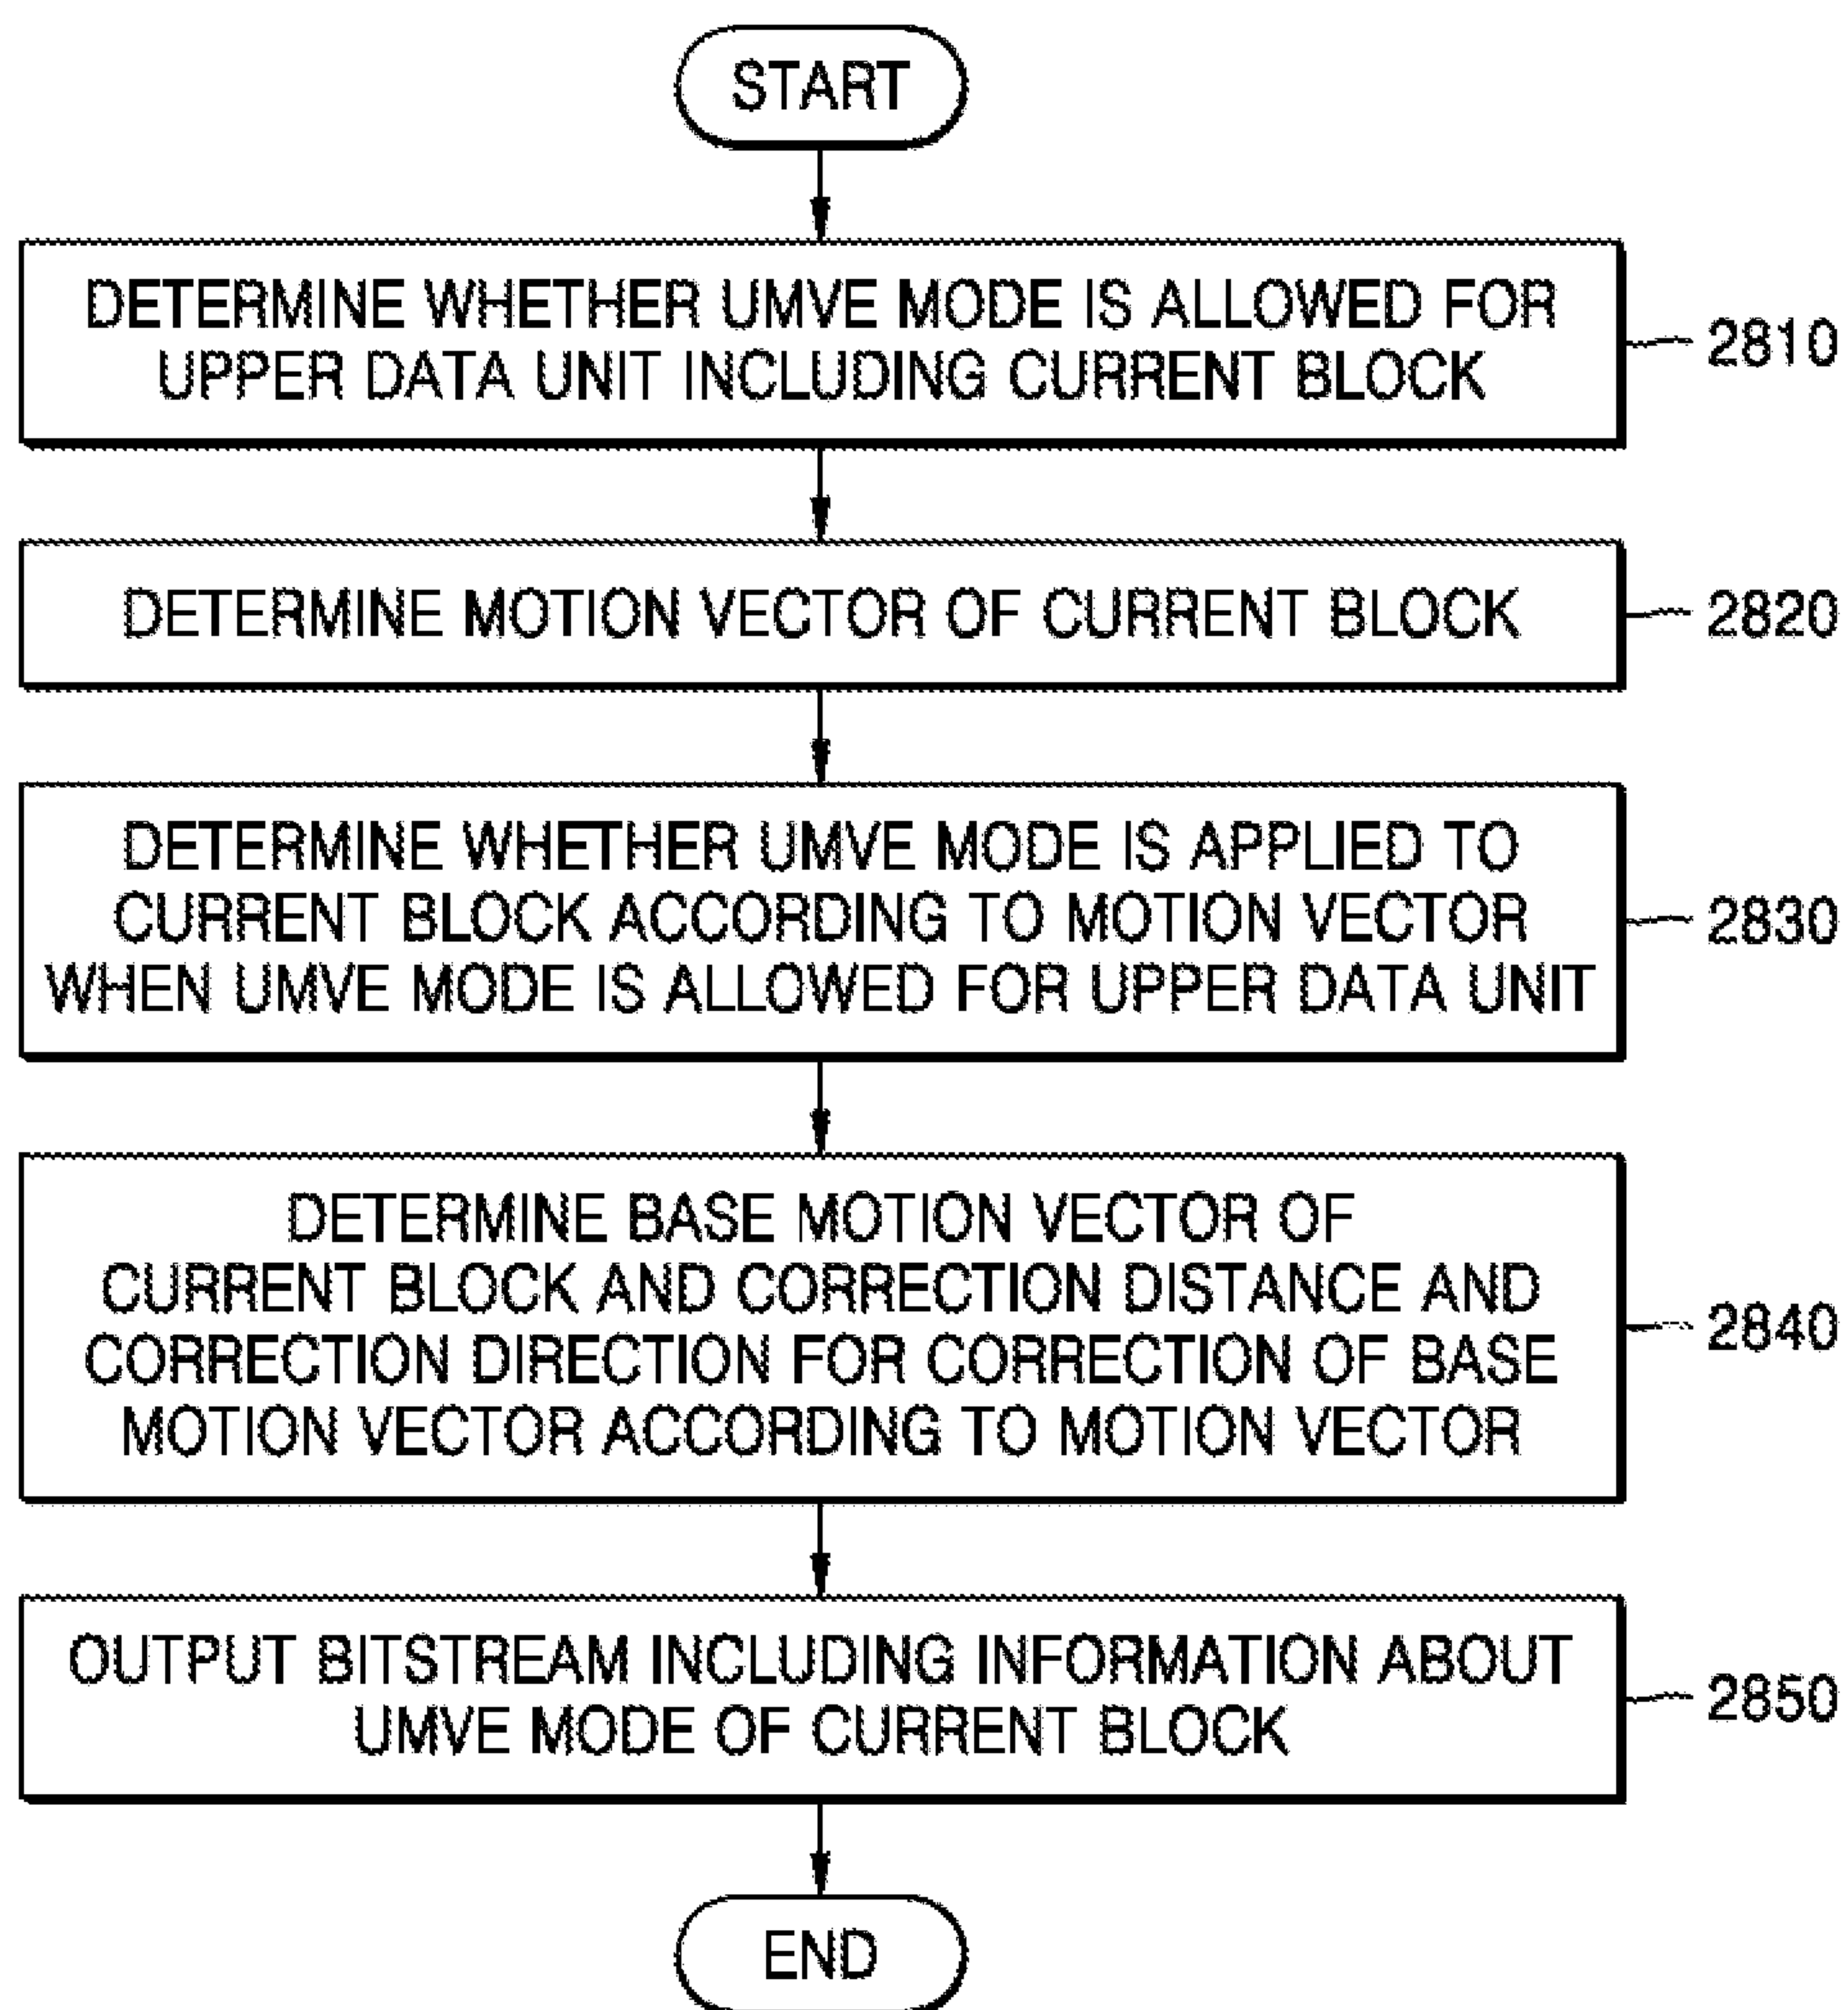 START
DETERMINE WHETHER UMVE MODE IS ALLOWED FOR
UPPER DATA UNIT INCLUDING CURRENT BLOCK
2810
DETERMINE MOTION VECTOR OF CURRENT BLOCK
2820
DETERMINE WHETHER UMVE MODE IS APPLIED TO
CURRENT BLOCK ACCORDING TO MOTION VECTOR
WHEN UMVE MODE IS ALLOWED FOR UPPER DATA UNIT
2830
DETERMINE BASE MOTION VECTOR OF
CURRENT BLOCK AND CORRECTION DISTANCE AND
CORRECTION DIRECTION FOR CORRECTION OF BASE
MOTION VECTOR ACCORDING TO MOTION VECTOR
2840
OUTPUT BITSTREAM INCLUDING INFORMATION ABOUT
UMVE MODE OF CURRENT BLOCK
2850
END